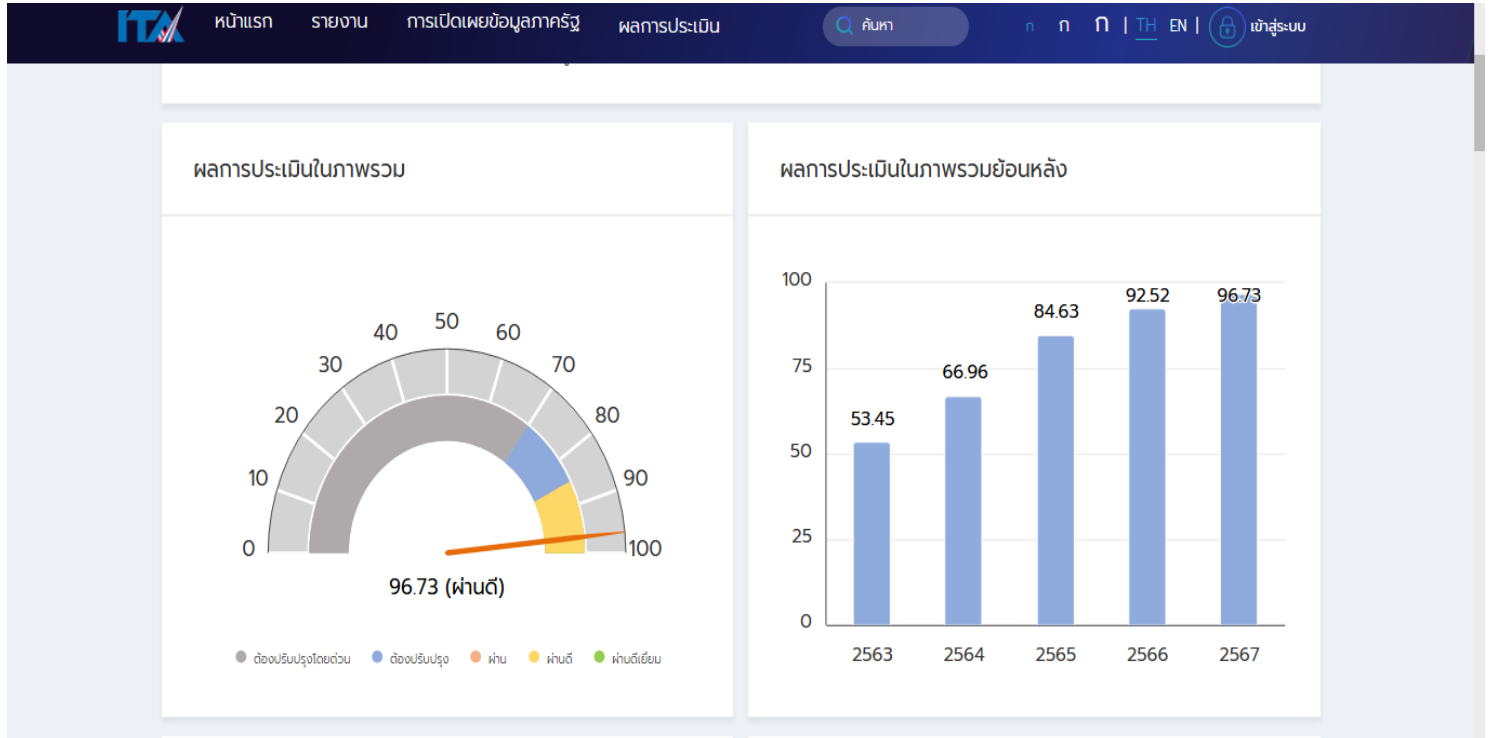 ITA หน้าแรก รายงาน การเปิดเผยข้อมูลภาครัฐ ผลการประเมิน ค้นหา ก ก ก | TH EN | เข้าสู่ระบบ
ผลการประเมินในภาพรวม
40 50 60
30 70
20 80
10 90
0 100
96.73 (ผ่านดี)
ต้องปรับปรุงโดยด่วน ต้องปรับปรุง ผ่าน ผ่านดี ผ่านดีเยี่ยม
ผลการประเมินในภาพรวมย้อนหลัง
100
75
50
25
0
53.45 66.96 84.63 92.52 96.73
2563 2564 2565 2566 2567